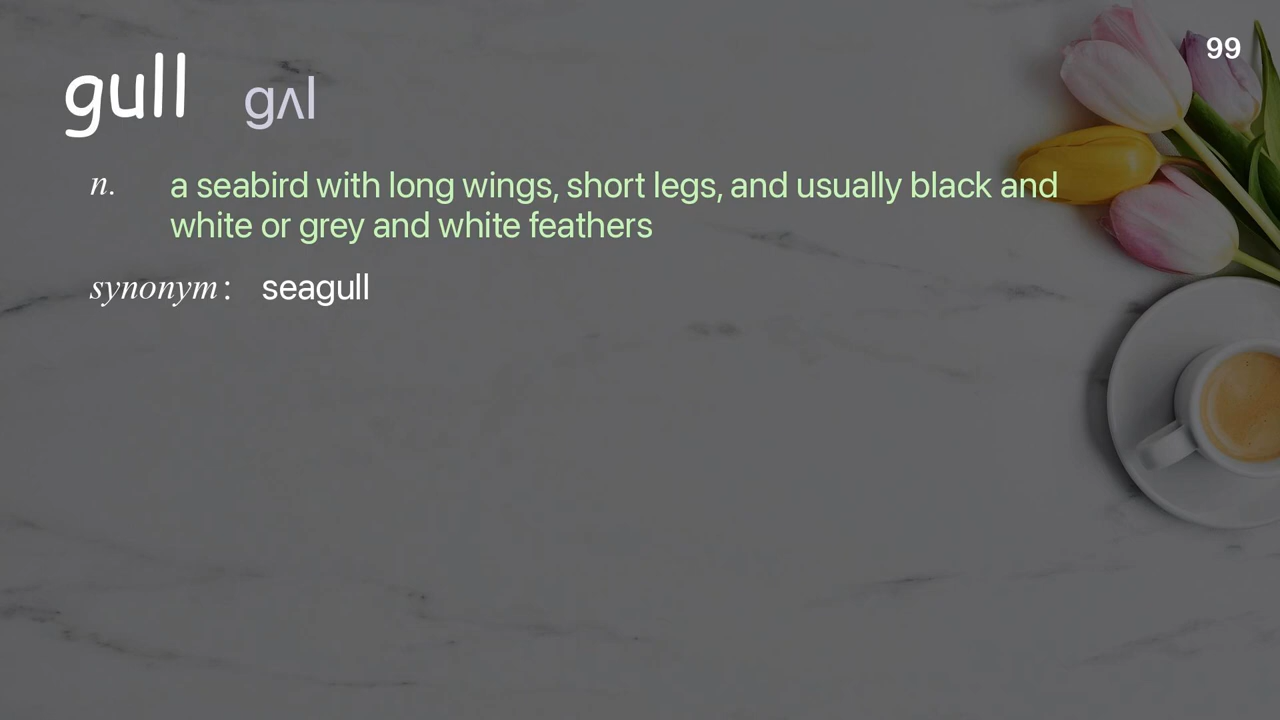 99
gull gʌl
n. a seabird with long wings, short legs, and usually black and
white or grey and white feathers
synonym: seagull